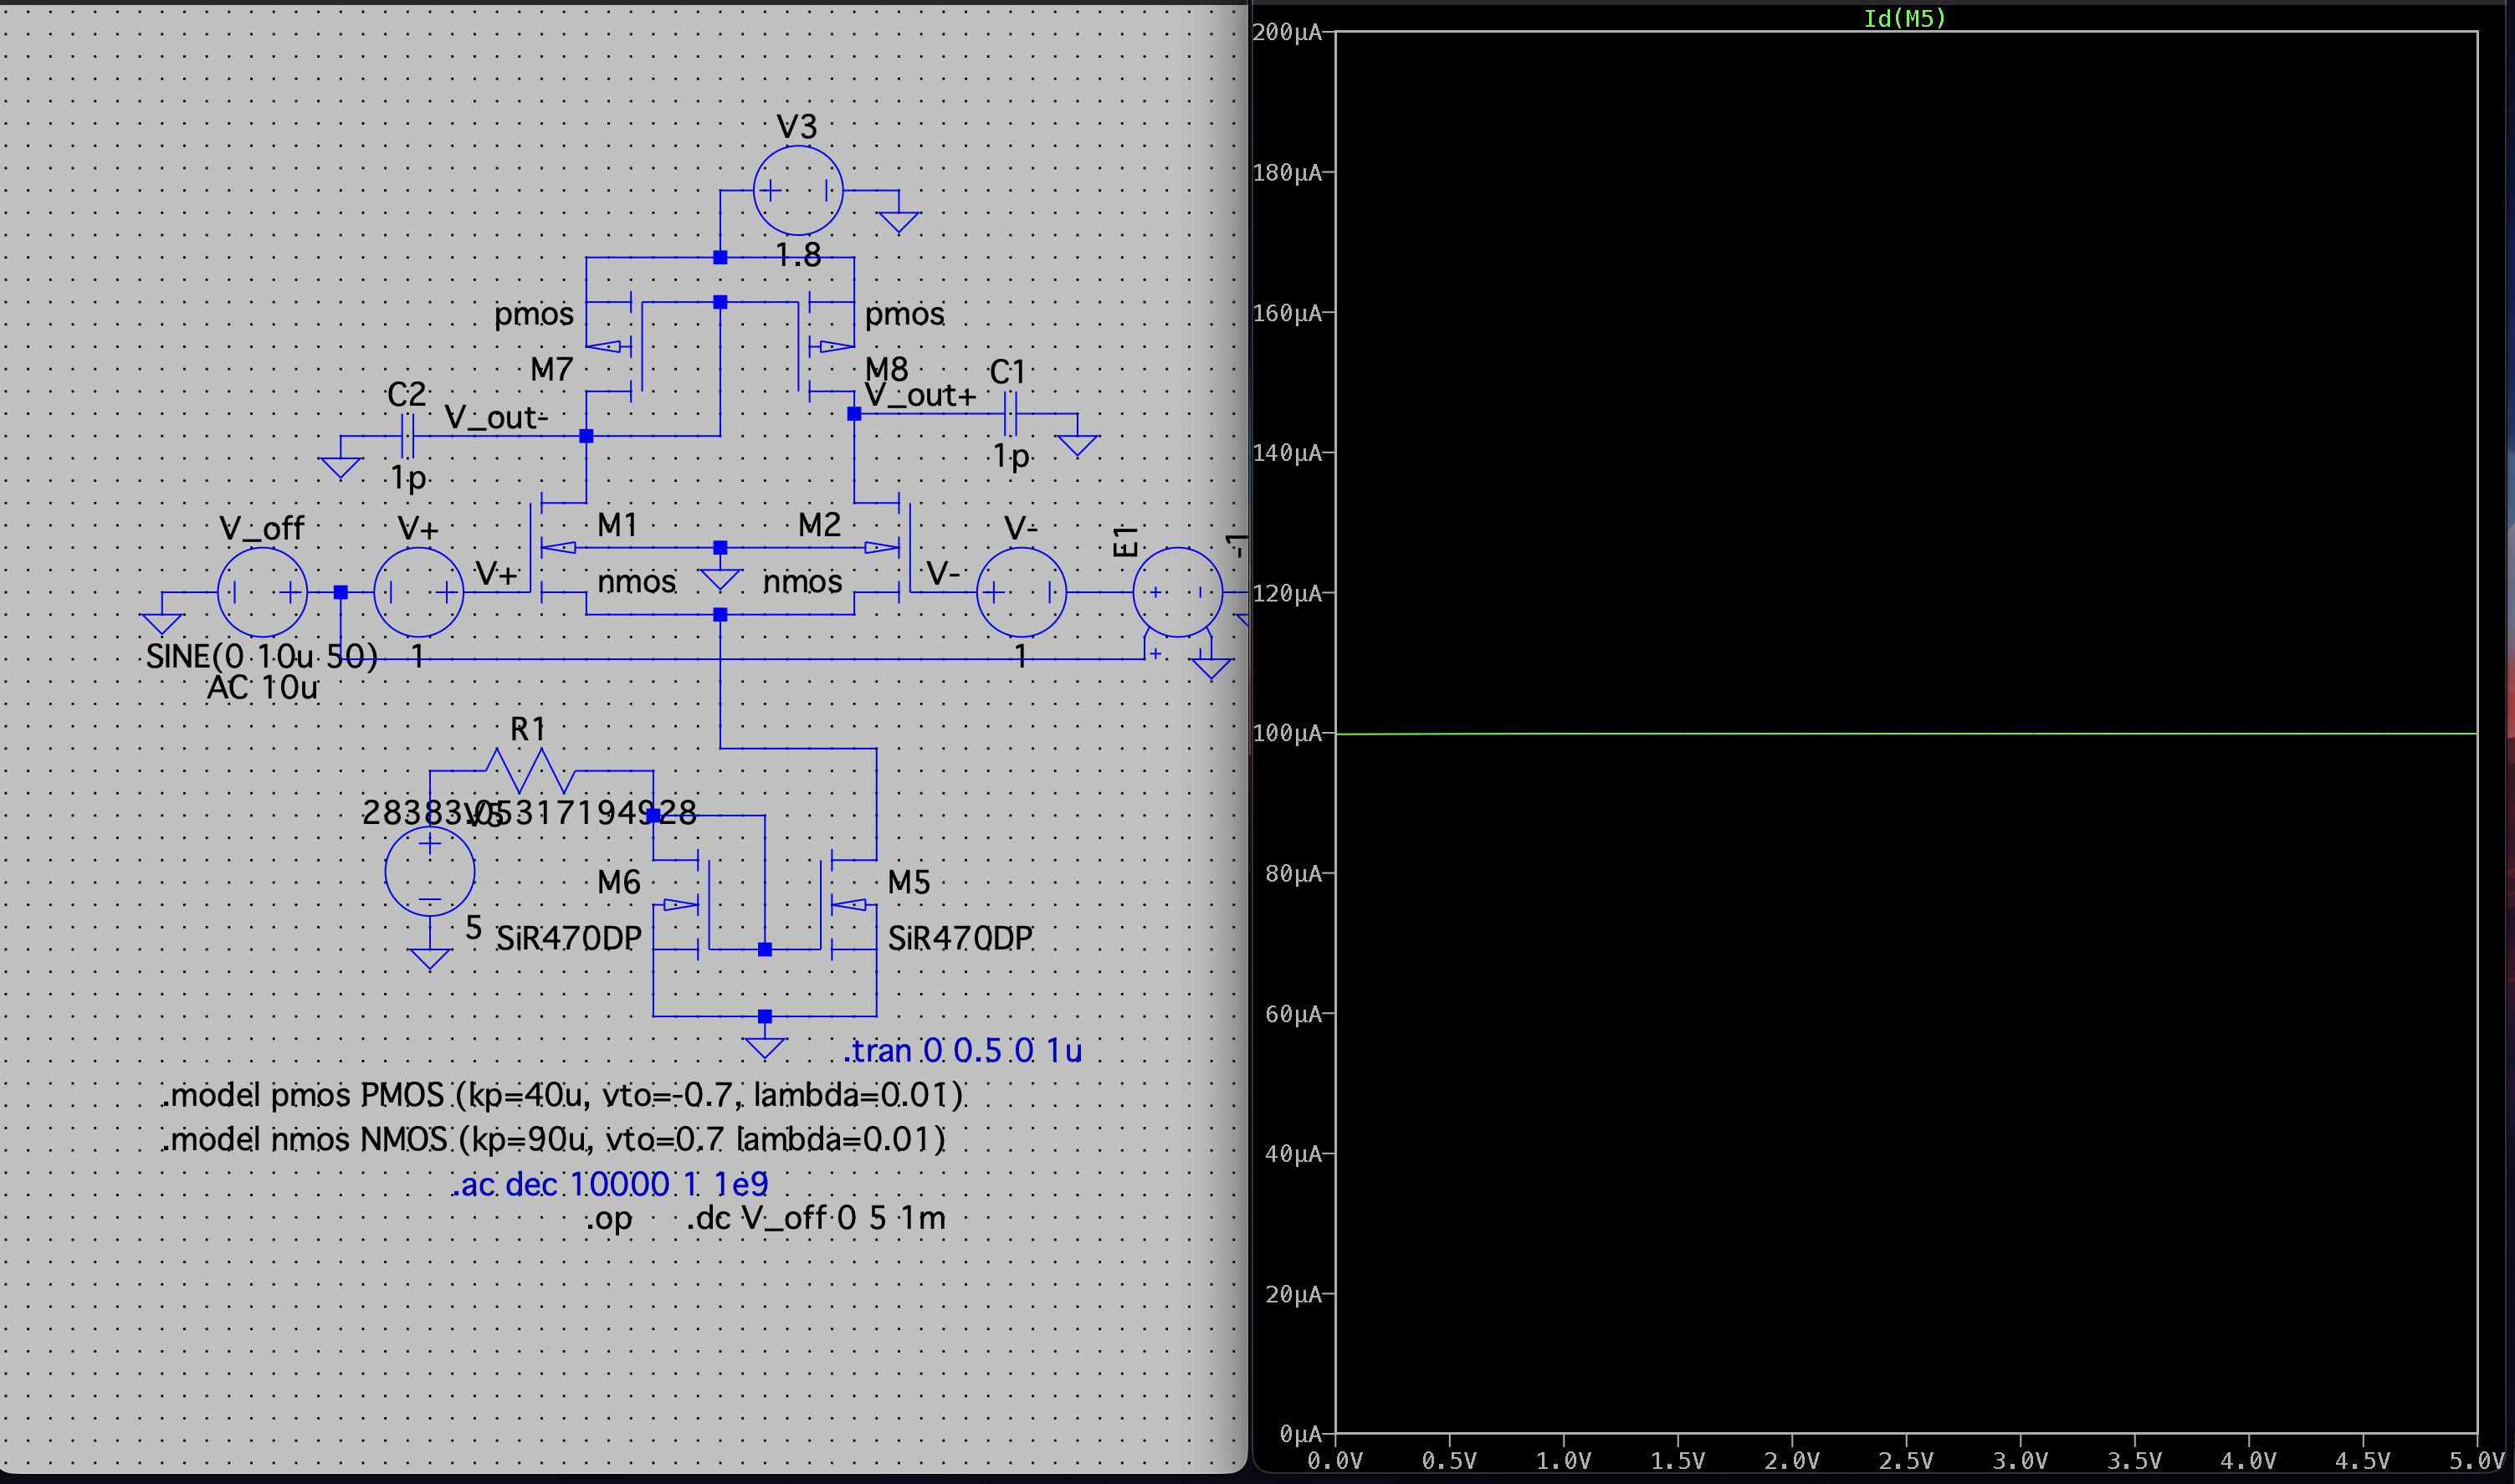 V3
1.8
pmos
pmos
M7
M8
C2
V_out-
V_out+
C1
1p
1p
V_off
V+
V+
M1
M2
nmos
nmos
V-
V-
E1
-1
SINE(0 10u 50)
AC 10u
1
1
R1
28383.05317194928
V5
5
M6
SiR470DP
M5
SiR470DP
.tran 0 0.5 0 1u
.model pmos PMOS (kp=40u, vto=-0.7, lambda=0.01)
.model nmos NMOS (kp=90u, vto=0.7 lambda=0.01)
.ac dec 10000 1 1e9
.op
.dc V_off 0 5 1m
Id(M5)
200µA
180µA
160µA
140µA
120µA
100µA
80µA
60µA
40µA
20µA
0µA
0.0V 0.5V 1.0V 1.5V 2.0V 2.5V 3.0V 3.5V 4.0V 4.5V 5.0V